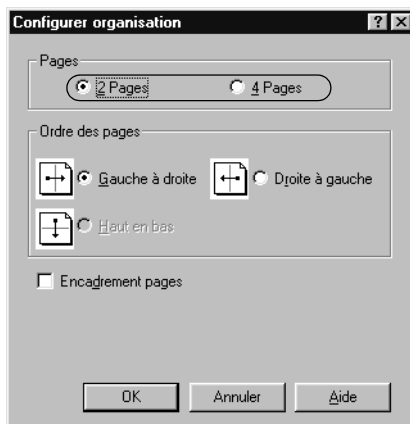 Configurer organisation
Pages
2 Pages 4 Pages
Ordre des pages
Gauche à droite Droite à gauche
Haut en bas
Encadrement pages
OK Annuler Aide